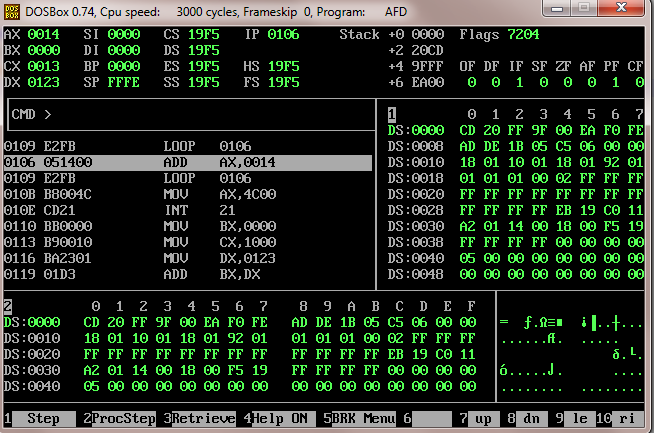 DOSBox 0.74, Cpu speed: 3000 cycles, Frameskip 0, Program: AFD
AX 0014 SI 0000 CS 19F5 IP 0106 Stack +0 0000 Flags 7204
BX 0000 DI 0000 DS 19F5 +2 20CD
CX 0013 BP 0000 ES 19F5 HS 19F5 +4 9FFF OF DF IF SF ZF AF PF CF
DX 0123 SP FFFE SS 19F5 FS 19F5 +6 EA00 0 0 1 0 0 0 1 0
CMD >
1 0 1 2 3 4 5 6 7
DS:0000 CD 20 FF 9F 00 EA F0 FE
0109 E2FB LOOP 0106 DS:0008 AD DE 1B 05 C5 06 00 00
0106 051400 ADD AX,0014 DS:0010 18 01 10 01 18 01 92 01
0109 E2FB LOOP 0106 DS:0018 01 01 01 00 02 FF FF FF
010B B8004C MOV AX,4C00 DS:0020 FF FF FF FF FF FF FF FF
010E CD21 INT 21 DS:0028 FF FF FF FF EB 19 C0 11
0110 BB0000 MOV BX,0000 DS:0030 A2 01 14 00 18 00 F5 19
0113 B90010 MOV CX,1000 DS:0038 FF FF FF FF 00 00 00 00
0116 BA2301 MOV DX,0123 DS:0040 05 00 00 00 00 00 00 00
0119 01D3 ADD BX,DX DS:0048 00 00 00 00 00 00 00 00
2 0 1 2 3 4 5 6 7 8 9 A B C D E F
DS:0000 CD 20 FF 9F 00 EA F0 FE AD DE 1B 05 C5 06 00 00
DS:0010 18 01 10 01 18 01 92 01 01 01 01 00 02 FF FF FF
DS:0020 FF FF FF FF FF FF FF FF FF FF FF FF EB 19 C0 11
DS:0030 A2 01 14 00 18 00 F5 19 FF FF FF FF 00 00 00 00
DS:0040 05 00 00 00 00 00 00 00 00 00 00 00 00 00 00 00
1 Step 2 ProcStep 3 Retrieve 4 Help ON 5 BRK Menu 6 7 up 8 dn 9 le 10 ri